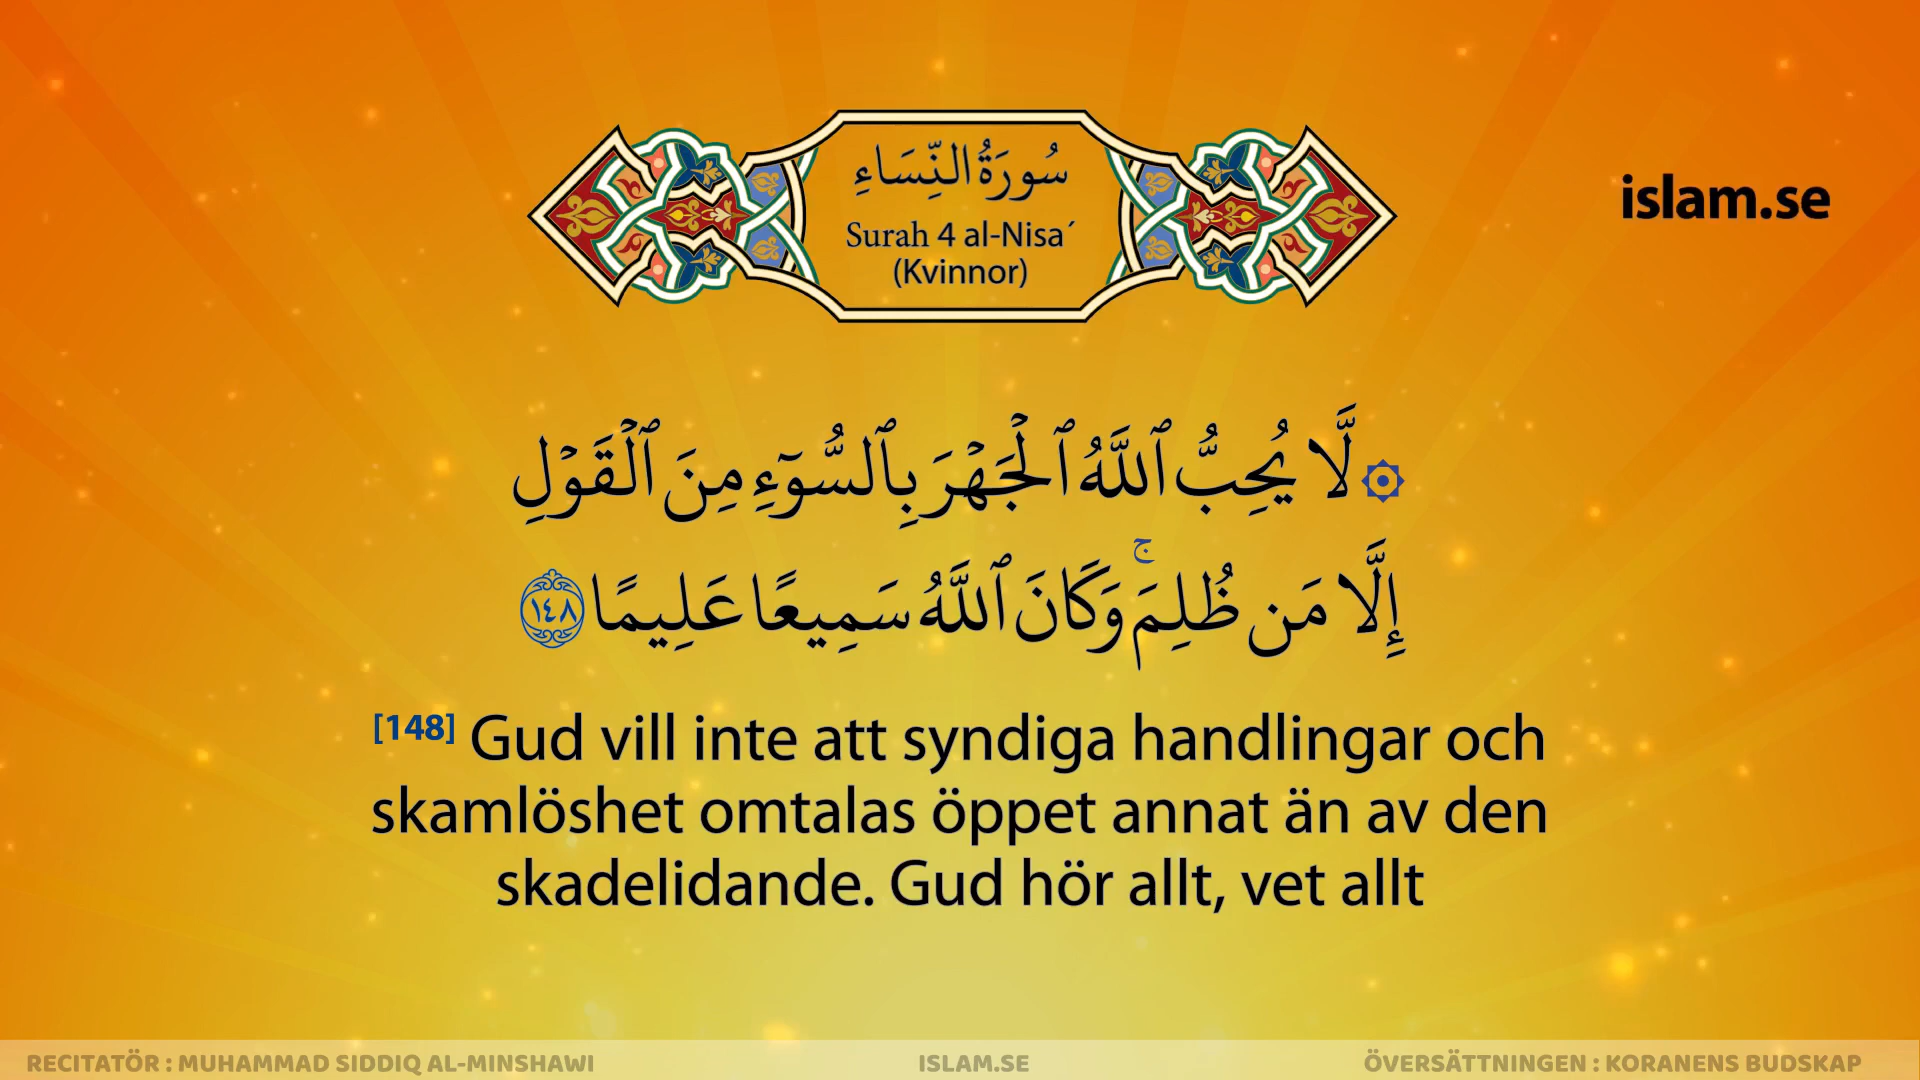 سُورَةُ النِّسَاءِ
Surah 4 al-Nisa´
(Kvinnor)
islam.se
۞ لَّا يُحِبُّ ٱللَّهُ ٱلْجَهْرَ بِٱلسُّوٓءِ مِنَ ٱلْقَوْلِ
إِلَّا مَن ظُلِمَ ۚ وَكَانَ ٱللَّهُ سَمِيعًا عَلِيمًا ١٤٨
[148] Gud vill inte att syndiga handlingar och
skamlöshet omtalas öppet annat än av den
skadelidande. Gud hör allt, vet allt
RECITATÖR : MUHAMMAD SIDDIQ AL-MINSHAWI
ISLAM.SE
ÖVERSÄTTNINGEN : KORANENS BUDSKAP